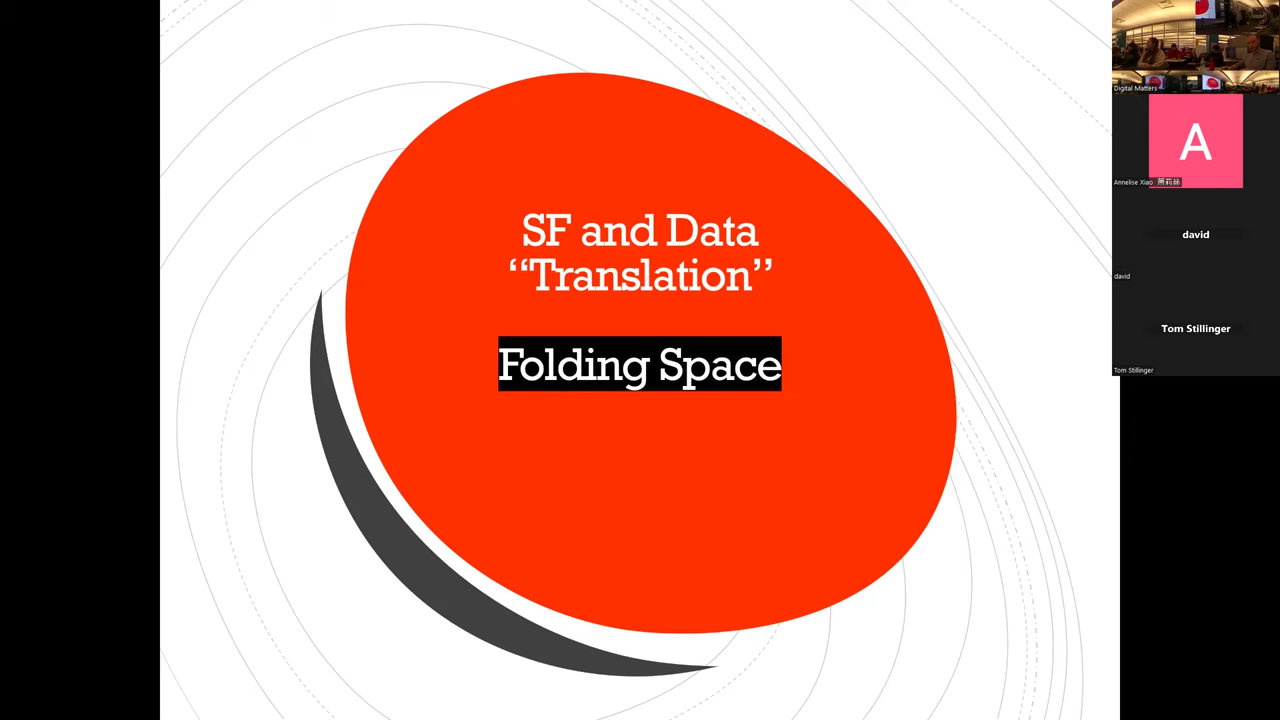 SF and Data
“Translation”
Folding Space
Digital Matters
A
Annelise Xiao
david
david
Tom Stillinger
Tom Stillinger